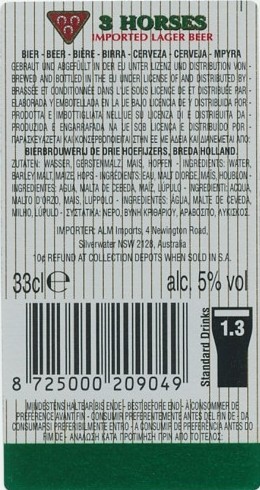 3 HORSES
IMPORTED LAGER BEER
BIER - BEER - BIÈRE - BIRRA - CERVEZA - CERVEJA - ΜΠΥΡΑ
GEBRAUT UND ABGEFÜLLT IN DER EU UNTER LIZENZ UND DISTRIBUTION VON -
BREWED AND BOTTLED IN THE EU UNDER LICENSE OF AND DISTRIBUTED BY -
BRASSÉE ET CONDITIONNÉE DANS L'UE SOUS LICENCE DE ET DISTRIBUÉE PAR -
ELABORADA Y EMBOTELLADA EN LA UE BAJO LICENCIA DE Y DISTRIBUIDA POR -
PRODOTTA E IMBOTTIGLIATA NELL'UE SU LICENZA DI E DISTRIBUITA DA -
PRODUZIDA E ENGARRAFADA NA UE SOB LICENCA E DISTRIBUIDO POR -
ΠΑΡΑΣΚΕΥΑΖΕΤΑΙ ΚΑΙ ΣΤΗΝ ΕΕ ΜΕ ΑΔΕΙΑ ΚΑΙ ΔΙΑΝΕΜΕΤΑΙ ΑΠΟ:
BIERBROUWERIJ DE DRIE HOEFIJZERS, BREDA HOLLAND.
ZUTATEN: WASSER, GERSTENMALZ, MAIS, HOPFEN - INGREDIENTS: WATER,
BARLEY MALT, MAIZE, HOPS - INGRÉDIENTS: EAU, MALT D'ORGE, MAÏS, HOUBLON -
INGREDIENTES: AGUA, MALTA DE CEBADA, MAÍZ, LÚPULO - INGREDIENTI: ACQUA,
MALTO D'ORZO, MAIS, LUPPOLO - INGREDIENTES: ÁGUA, MALTE DE CEVEDA,
MILHO, LÚPULO - ΣΥΣΤΑΤΙΚΑ: ΝΕΡΟ, ΒΥΝΗ ΚΡΙΘΑΡΙΟΥ, ΑΡΑΒΟΣΙΤΟ, ΛΥΚΙΣΚΟΣ.
IMPORTER: ALM Imports, 4 Newington Road,
Silverwater NSW 2128, Australia
10¢ REFUND AT COLLECTION DEPOTS WHEN SOLD IN S.A.
33cl ℮ alc. 5% vol
Standard Drinks
1.3
8 725000 209049
MINDESTENS HALTBAR BIS ENDE - BEST BEFORE END - A CONSOMMER DE
PREFERENCE AVANT FIN - CONSUMIR PREFERENTEMENTE ANTES DEL FIN DE - DA
CONSUMARSI PREFERIBILMENTE ENTRO - A CONSUMIR DE PREFERÊNCIA ANTES DO
FIM DE - ΑΝΑΛΩΣΗ ΚΑΤΑ ΠΡΟΤΙΜΗΣΗ ΠΡΙΝ ΑΠΟ ΤΟ ΤΕΛΟΣ: